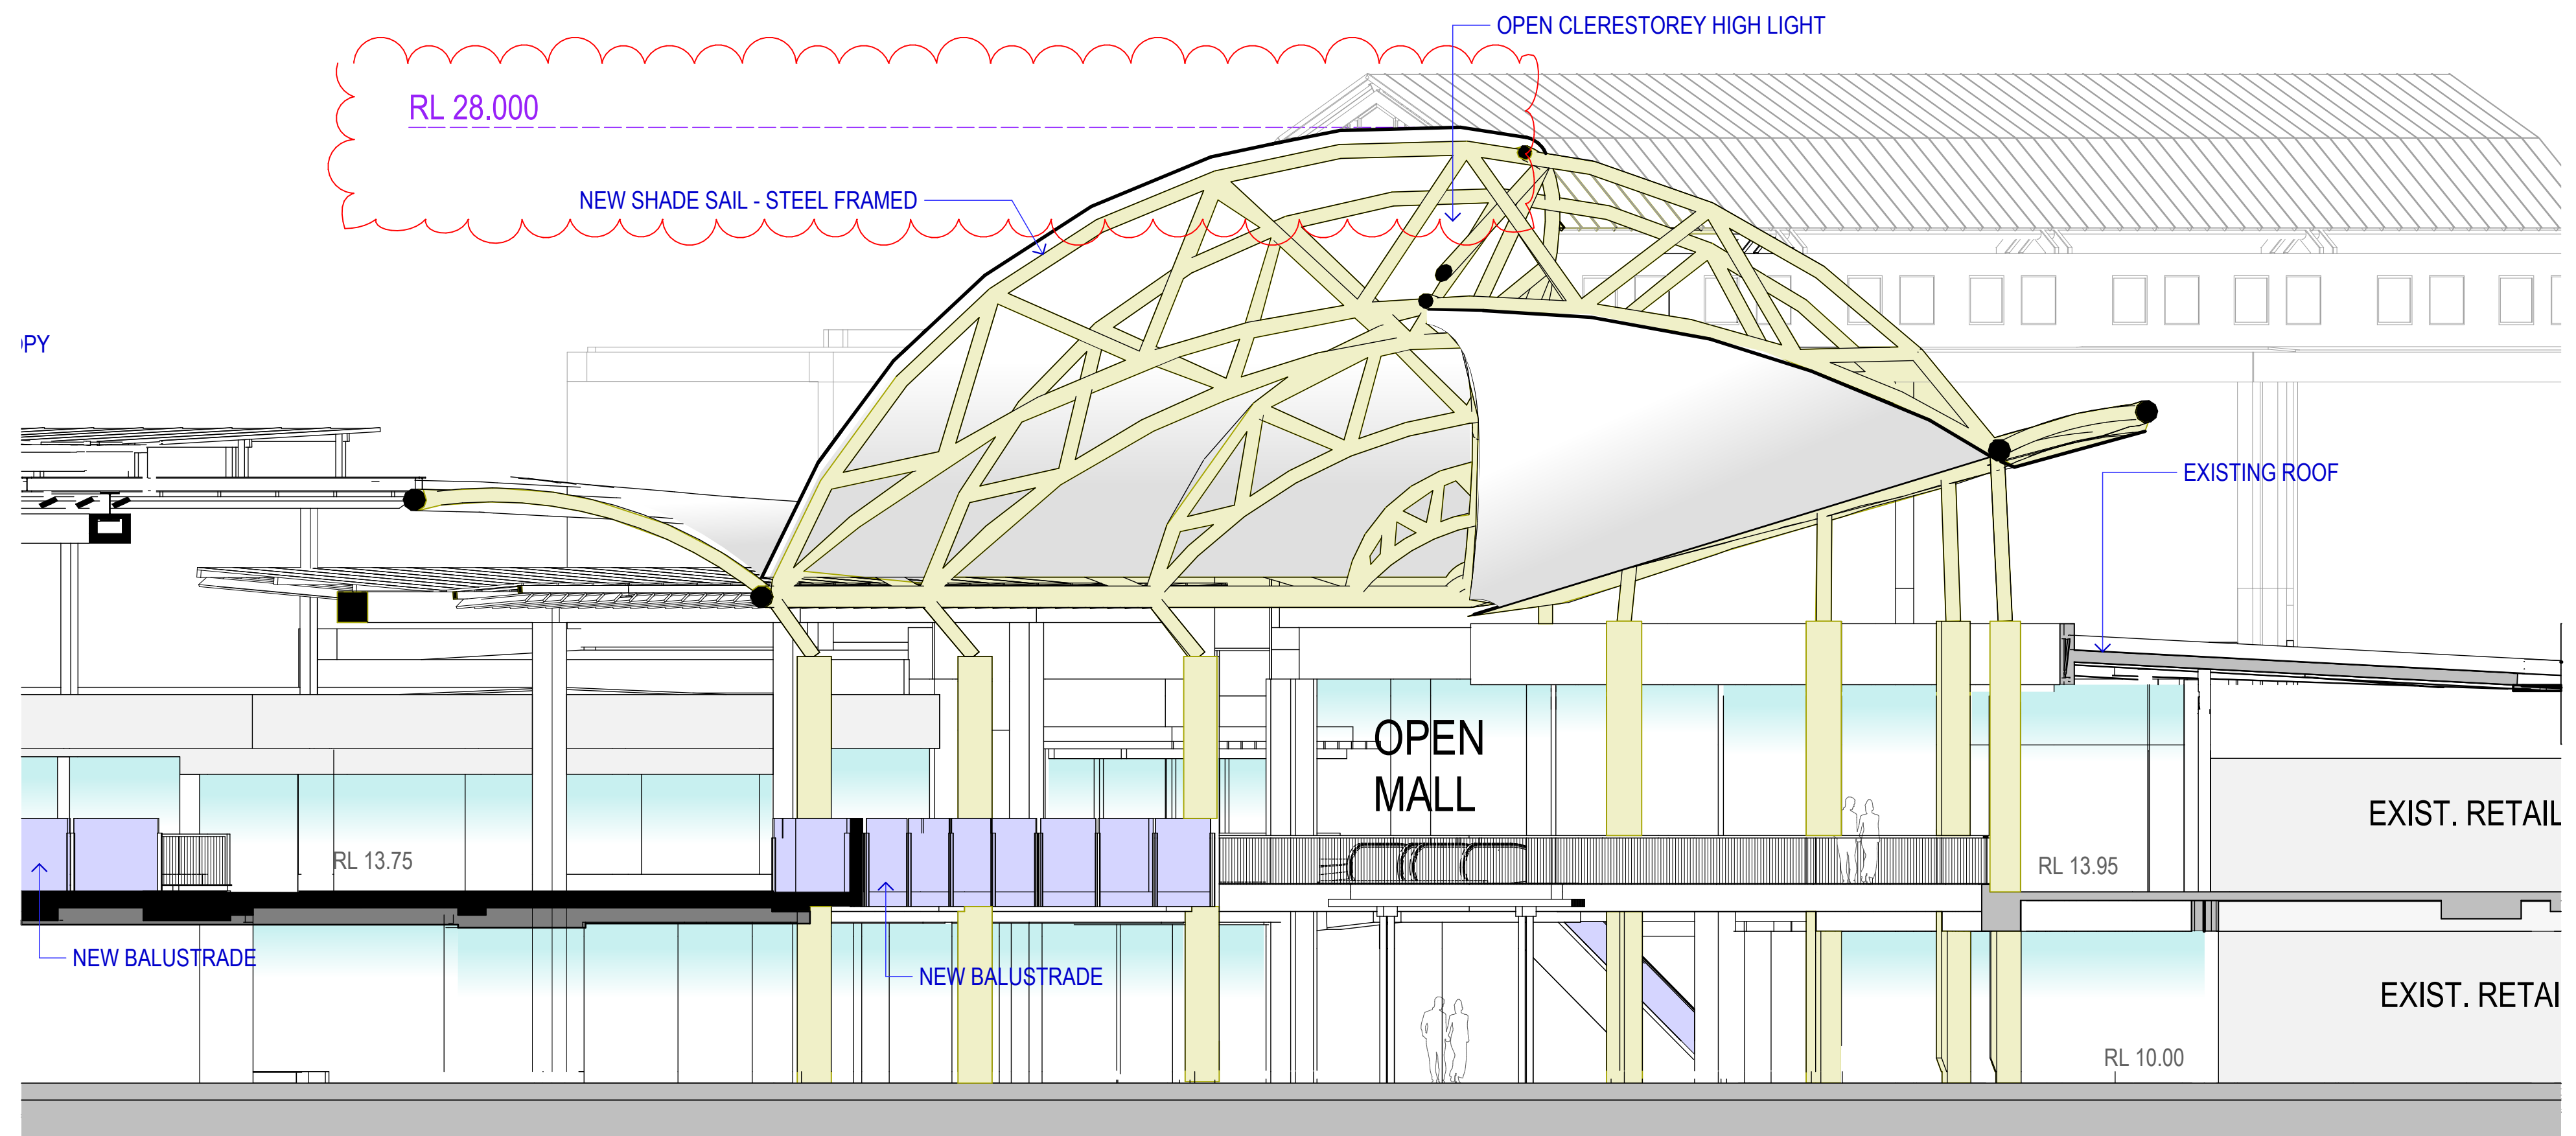 OPEN CLERESTOREY HIGH LIGHT
RL 28.000
NEW SHADE SAIL - STEEL FRAMED
PY
EXISTING ROOF
OPEN
MALL
EXIST. RETAIL
RL 13.75
RL 13.95
NEW BALUSTRADE
NEW BALUSTRADE
EXIST. RETAI
RL 10.00